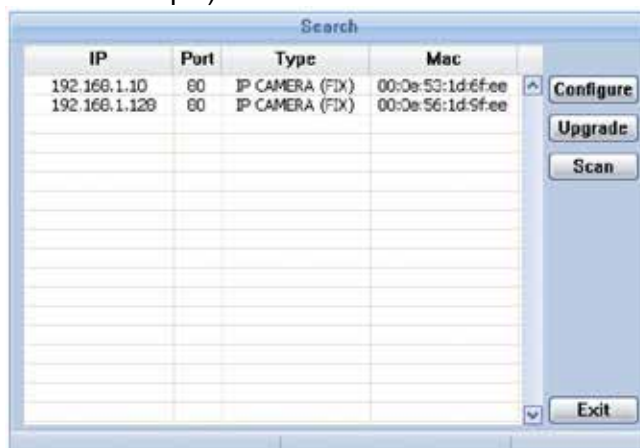 Search
IP Port Type Mac
192.168.1.10 80 IP CAMERA (FIX) 00:0e:53:1d:6f:ee
192.168.1.128 80 IP CAMERA (FIX) 00:0e:56:1d:9f:ee
Configure
Upgrade
Scan
Exit